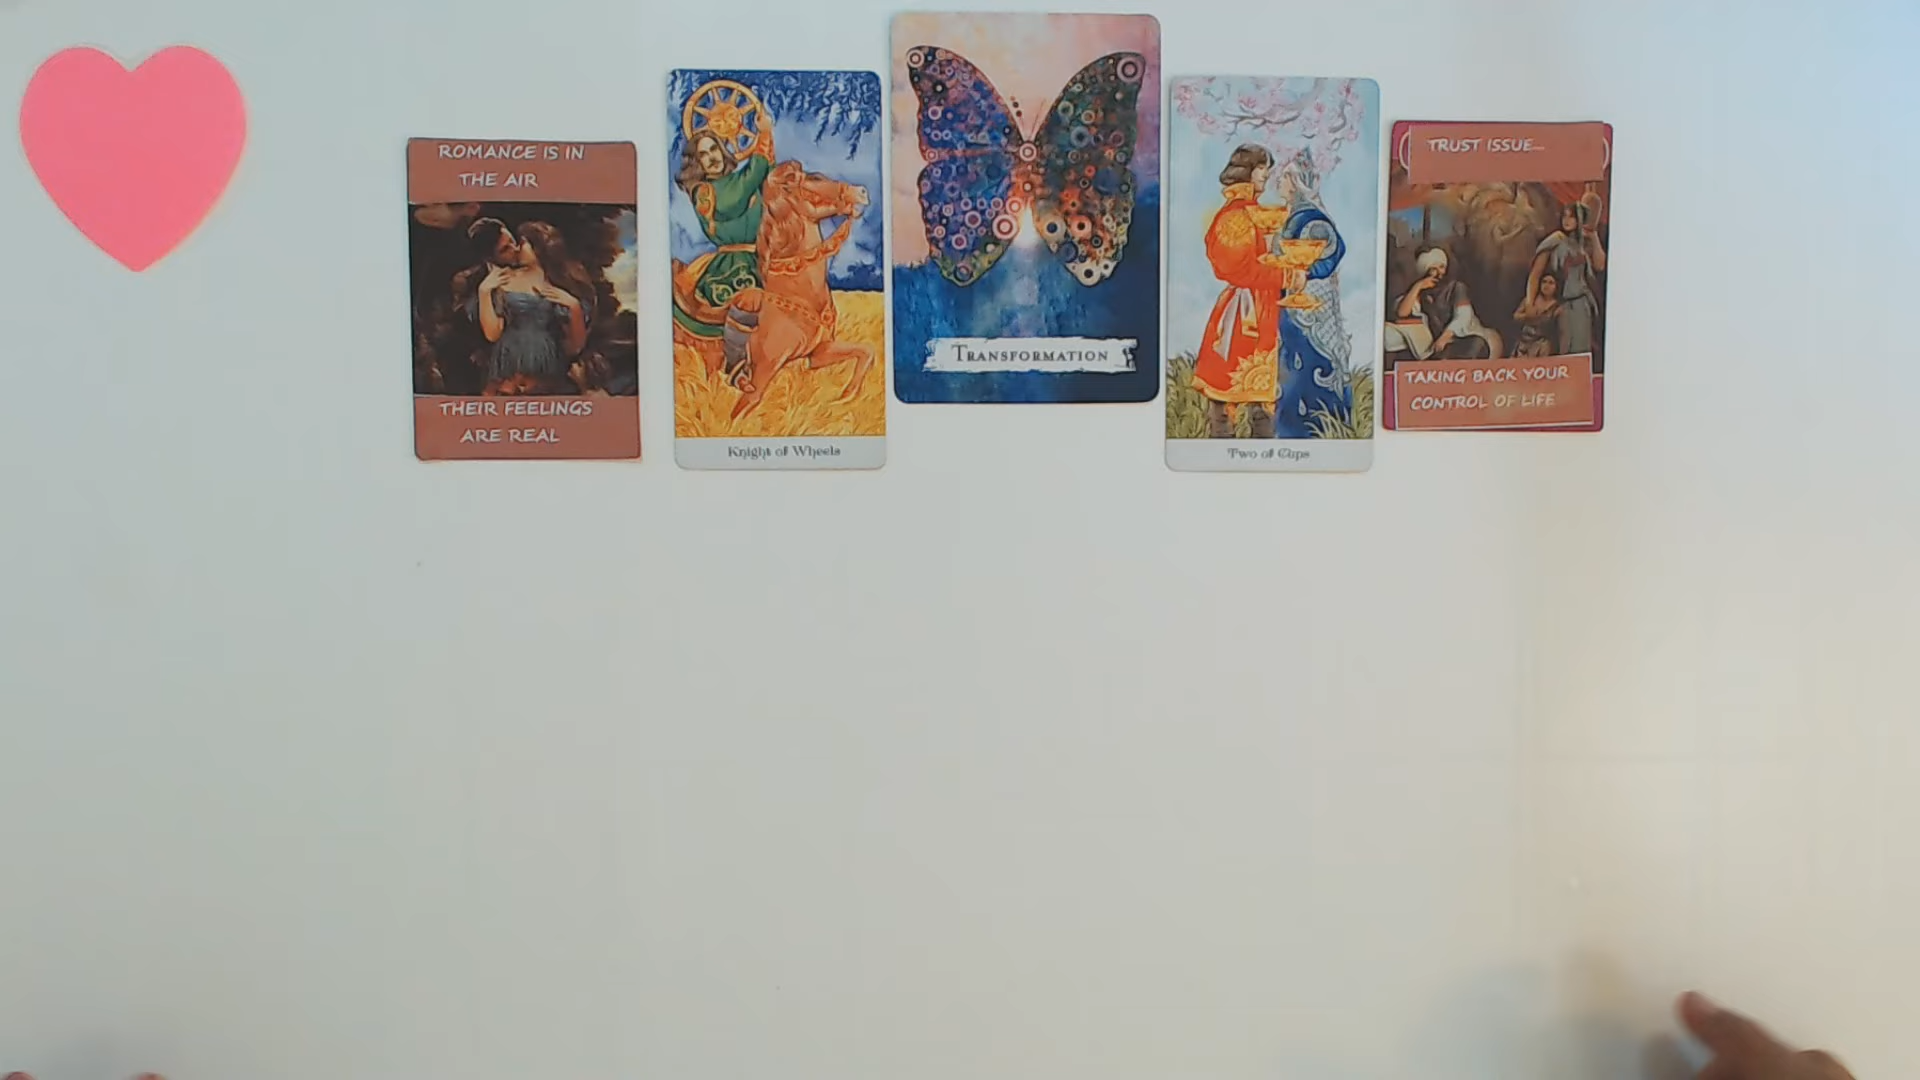 ROMANCE IS IN
THE AIR
THEIR FEELINGS
ARE REAL
Knight of Wheels
TRANSFORMATION
Two of Cups
TRUST ISSUE...
TAKING BACK YOUR
CONTROL OF LIFE